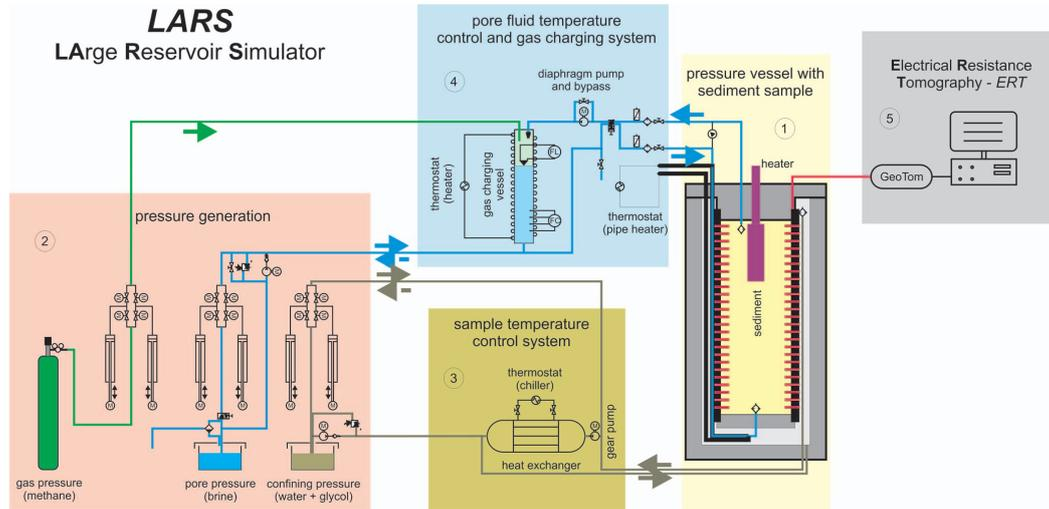 LARS
LArge Reservoir Simulator
pore fluid temperature
control and gas charging system
4
diaphragm pump
and bypass
M
thermostat
(heater)
gas charging
vessel
FL
FC
thermostat
(pipe heater)
pressure vessel with
sediment sample
1
heater
sediment
Electrical Resistance
Tomography - ERT
5
GeoTom
pressure generation
2
M
M
M
M
M
M
M
gas pressure
(methane)
pore pressure
(brine)
confining pressure
(water + glycol)
sample temperature
control system
3
thermostat
(chiller)
heat exchanger
M
gear pump